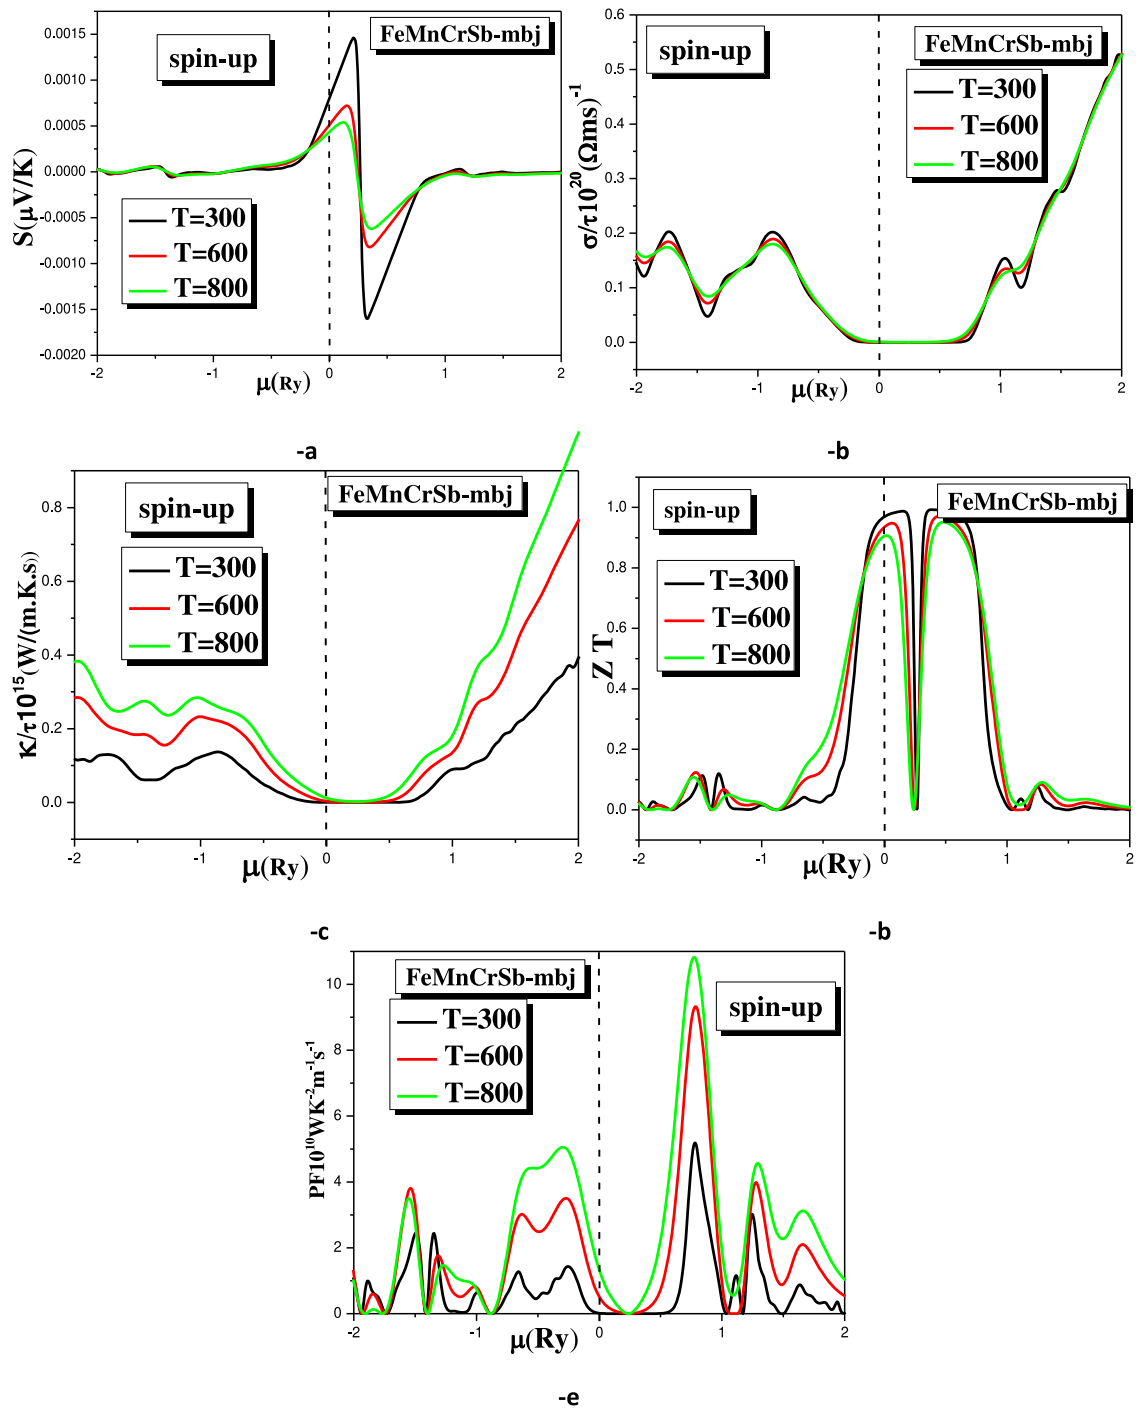 FeMnCrSb-mbj
spin-up
S(μV/K)
0.0015
0.0010
0.0005
0.0000
-0.0005
-0.0010
-0.0015
-0.0020
T=300
T=600
T=800
-2 -1 0 1 2
μ(Ry)
-a
FeMnCrSb-mbj
spin-up
σ/τ10²⁰(Ωms)⁻¹
0.6
0.5
0.4
0.3
0.2
0.1
0.0
T=300
T=600
T=800
-2 -1 0 1 2
μ(Ry)
-b
FeMnCrSb-mbj
spin-up
κ/τ10¹⁵(W/(m.K.s))
0.8
0.6
0.4
0.2
0.0
T=300
T=600
T=800
-2 -1 0 1 2
μ(Ry)
-c
FeMnCrSb-mbj
spin-up
Z T
1.0
0.8
0.6
0.4
0.2
0.0
T=300
T=600
T=800
-2 -1 0 1 2
μ(Ry)
-b
FeMnCrSb-mbj
spin-up
PF10¹⁰WK⁻²m⁻¹s⁻¹
10
8
6
4
2
0
T=300
T=600
T=800
-2 -1 0 1 2
μ(Ry)
-e